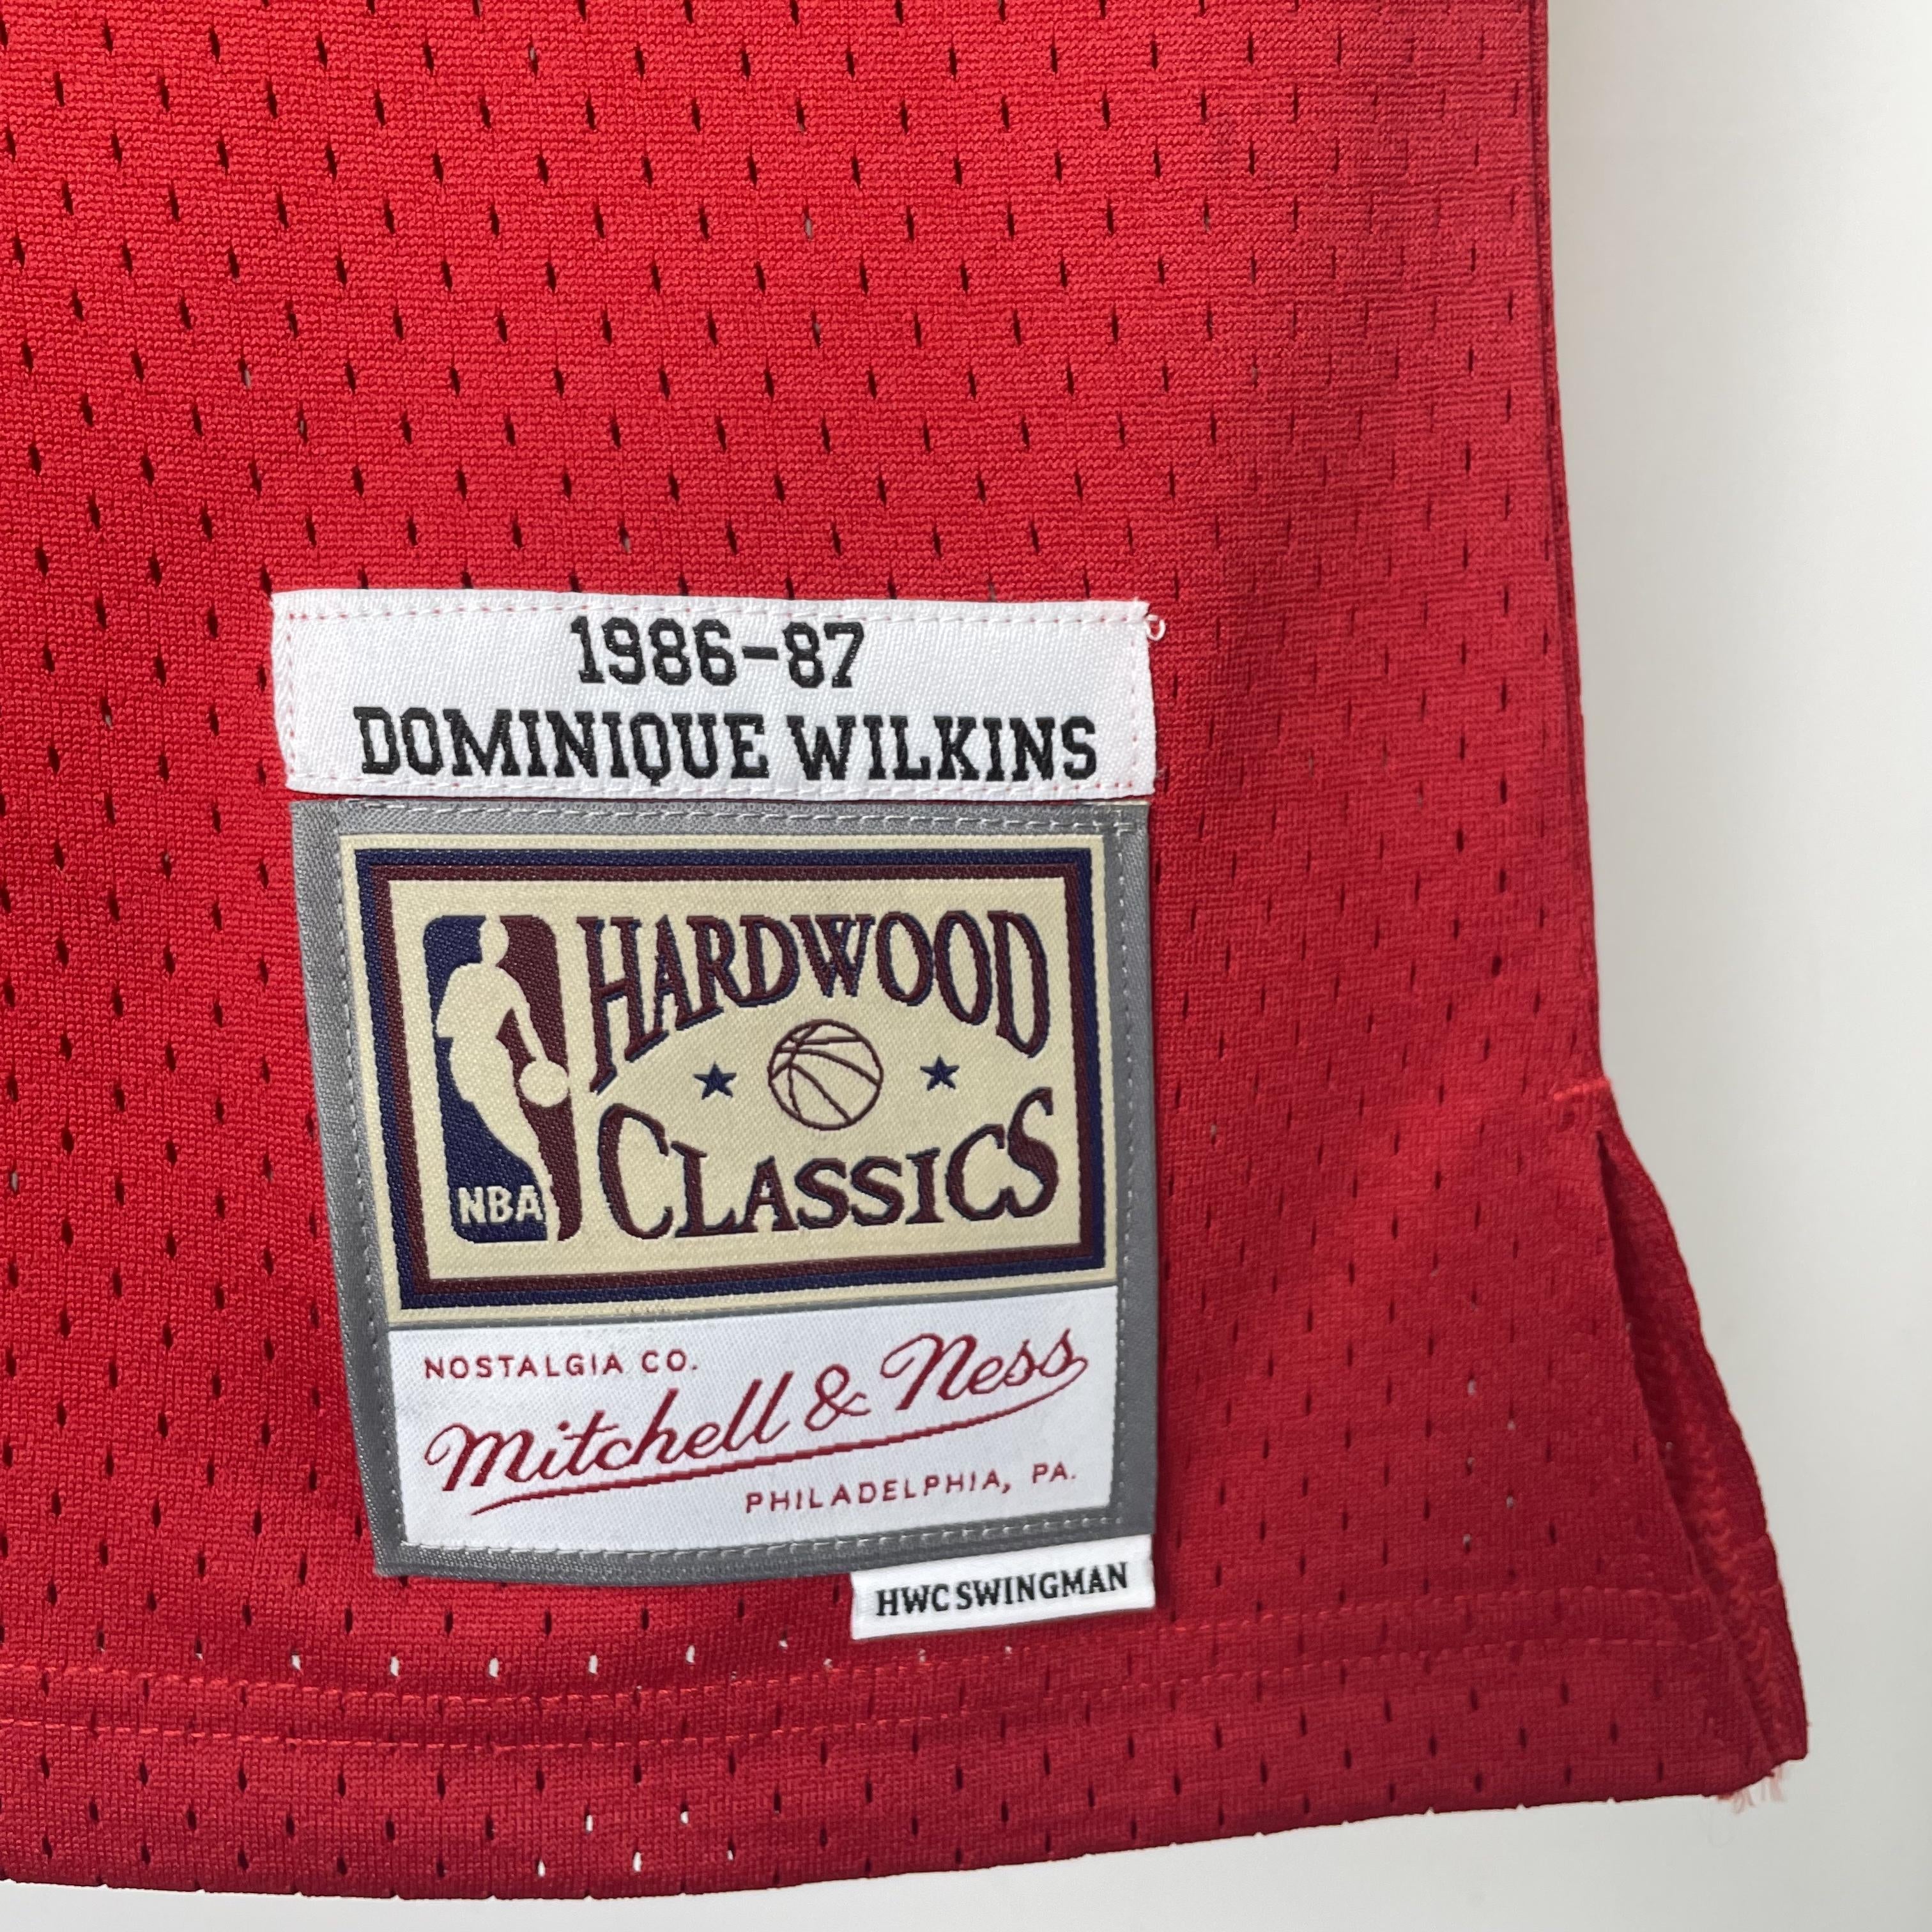 1986-87
DOMINIQUE WILKINS
HARDWOOD
CLASSICS
NBA
NOSTALGIA CO.
Mitchell & Ness
PHILADELPHIA, PA.
HWC SWINGMAN